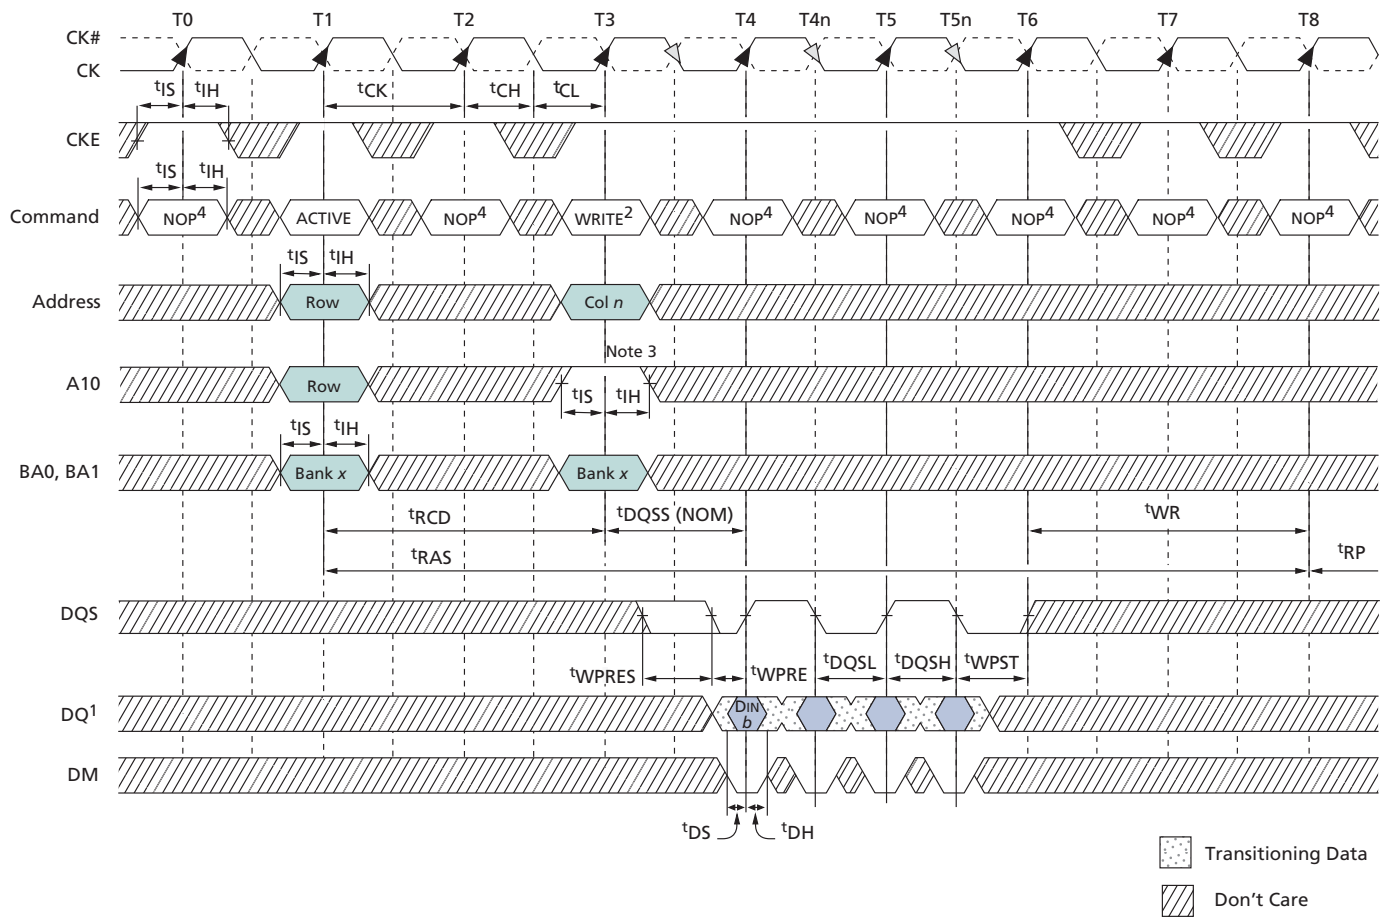 T0 T1 T2 T3 T4 T4n T5 T5n T6 T7 T8
CK#
CK
tIS tIH tCK tCH tCL
CKE
tIS tIH
Command NOP4 ACTIVE NOP4 WRITE2 NOP4 NOP4 NOP4 NOP4 NOP4
tIS tIH
Address Row Col n
Note 3
A10 Row
tIS tIH
tIS tIH
BA0, BA1 Bank x Bank x
tRCD tDQSS (NOM) tWR
tRAS tRP
DQS
tWPRES tWPRE tDQSL tDQSH tWPST
DQ1 DIN
b
DM
tDS tDH
Transitioning Data
Don't Care